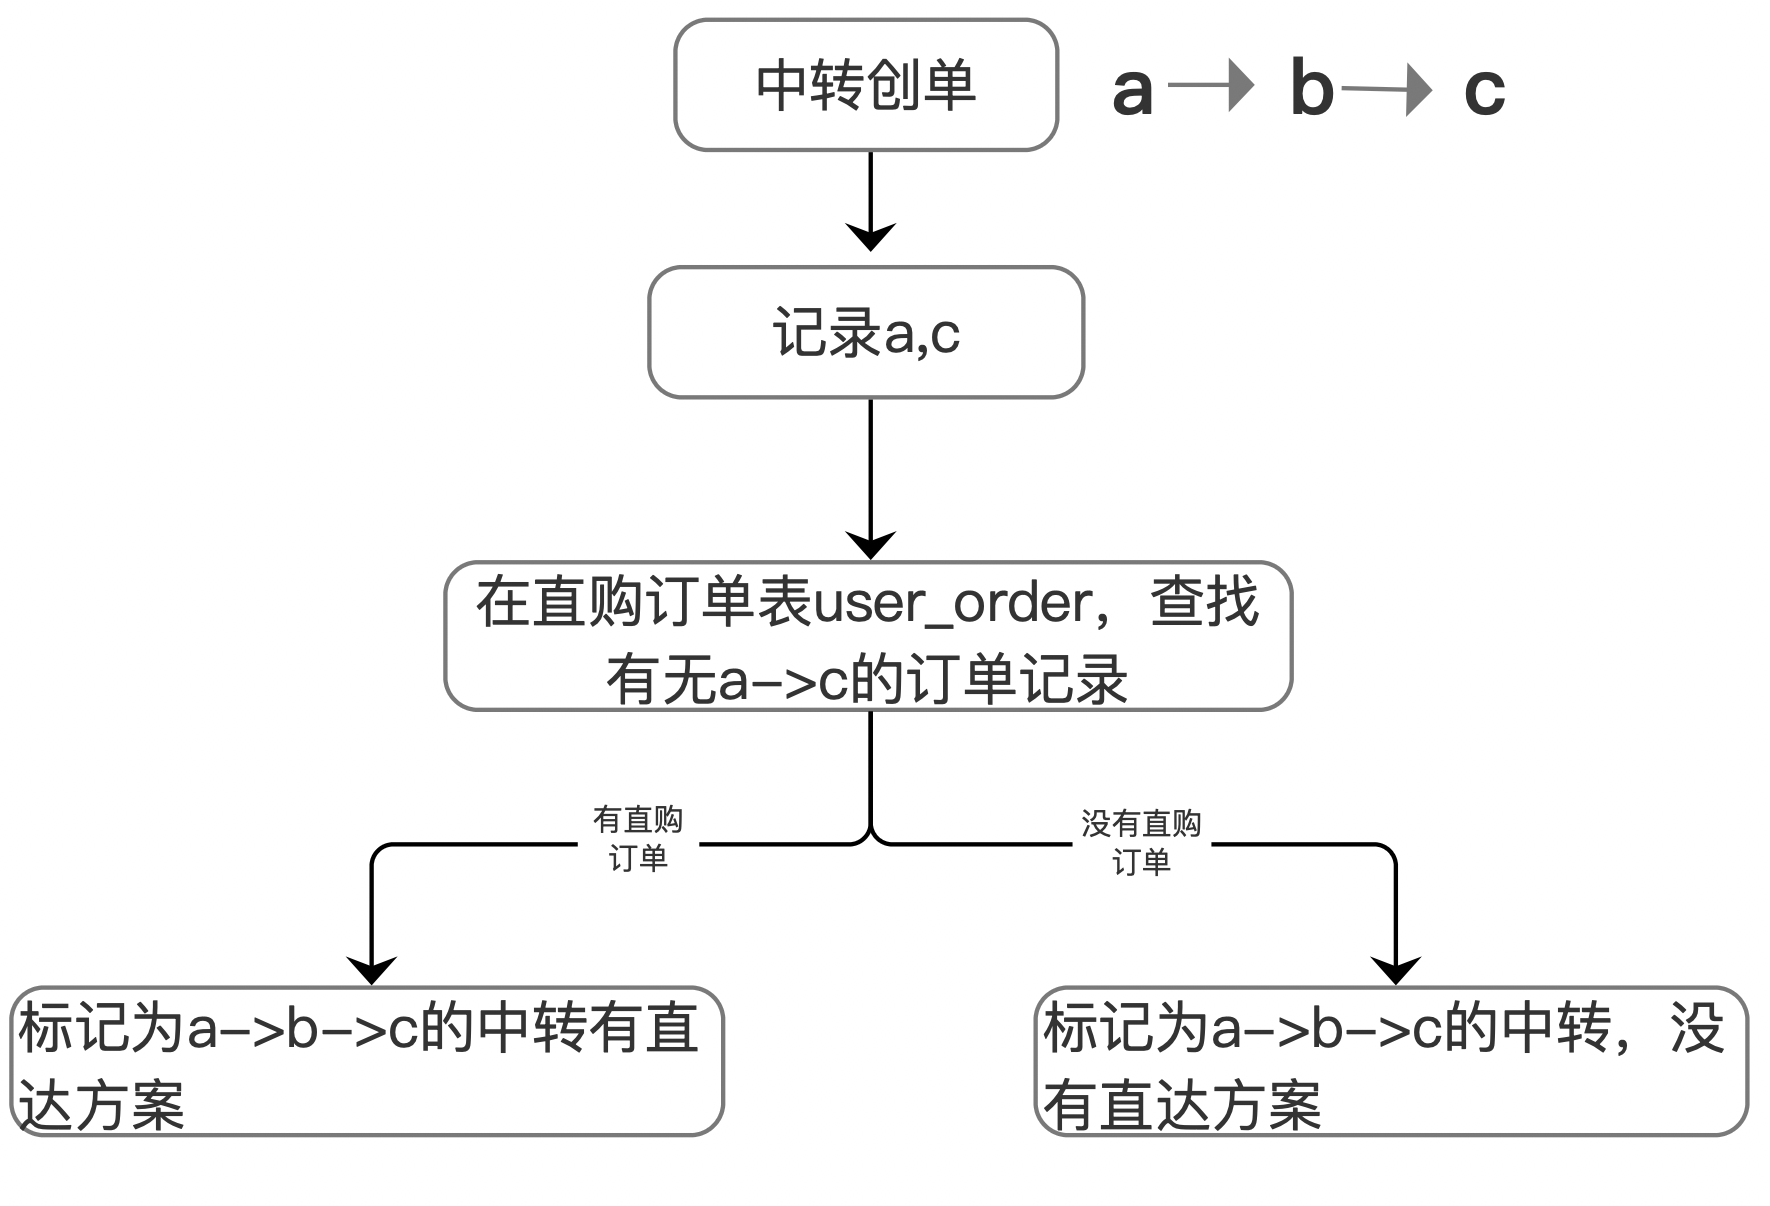 中转创单
a b c
记录a,c
在直购订单表user_order，查找
有无a->c的订单记录
有直购
订单
没有直购
订单
标记为a->b->c的中转有直
达方案
标记为a->b->c的中转，没
有直达方案